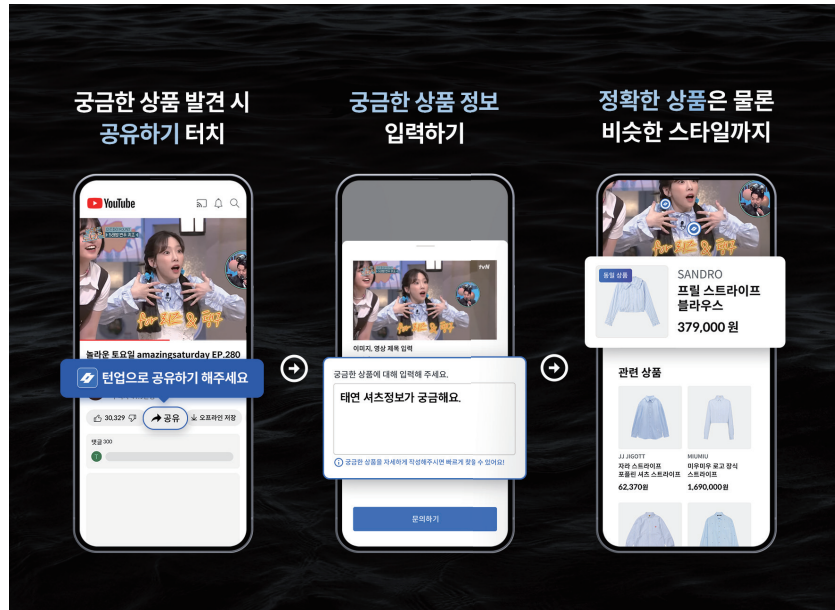 궁금한 상품 발견 시
공유하기 터치
YouTube
for 퀴즈 요 정구
놀라운 토요일 amazingsaturday EP.280
턴업으로 공유하기 해주세요
30,329
공유
오프라인 저장
댓글 300
T
궁금한 상품 정보
입력하기
tvN
이미지, 영상 제목 입력
궁금한 상품에 대해 입력해 주세요.
태연 셔츠정보가 궁금해요.
궁금한 상품을 자세하게 작성해주시면 빠르게 찾을 수 있어요!
문의하기
정확한 상품은 물론
비슷한 스타일까지
동일 상품
SANDRO
프릴 스트라이프
블라우스
379,000 원
관련 상품
JJ JIGOTT
자라 스트라이프
포플린 셔츠 스트라이프
62,370원
MIUMIU
미우미우 로고 장식
스트라이프
1,690,000원